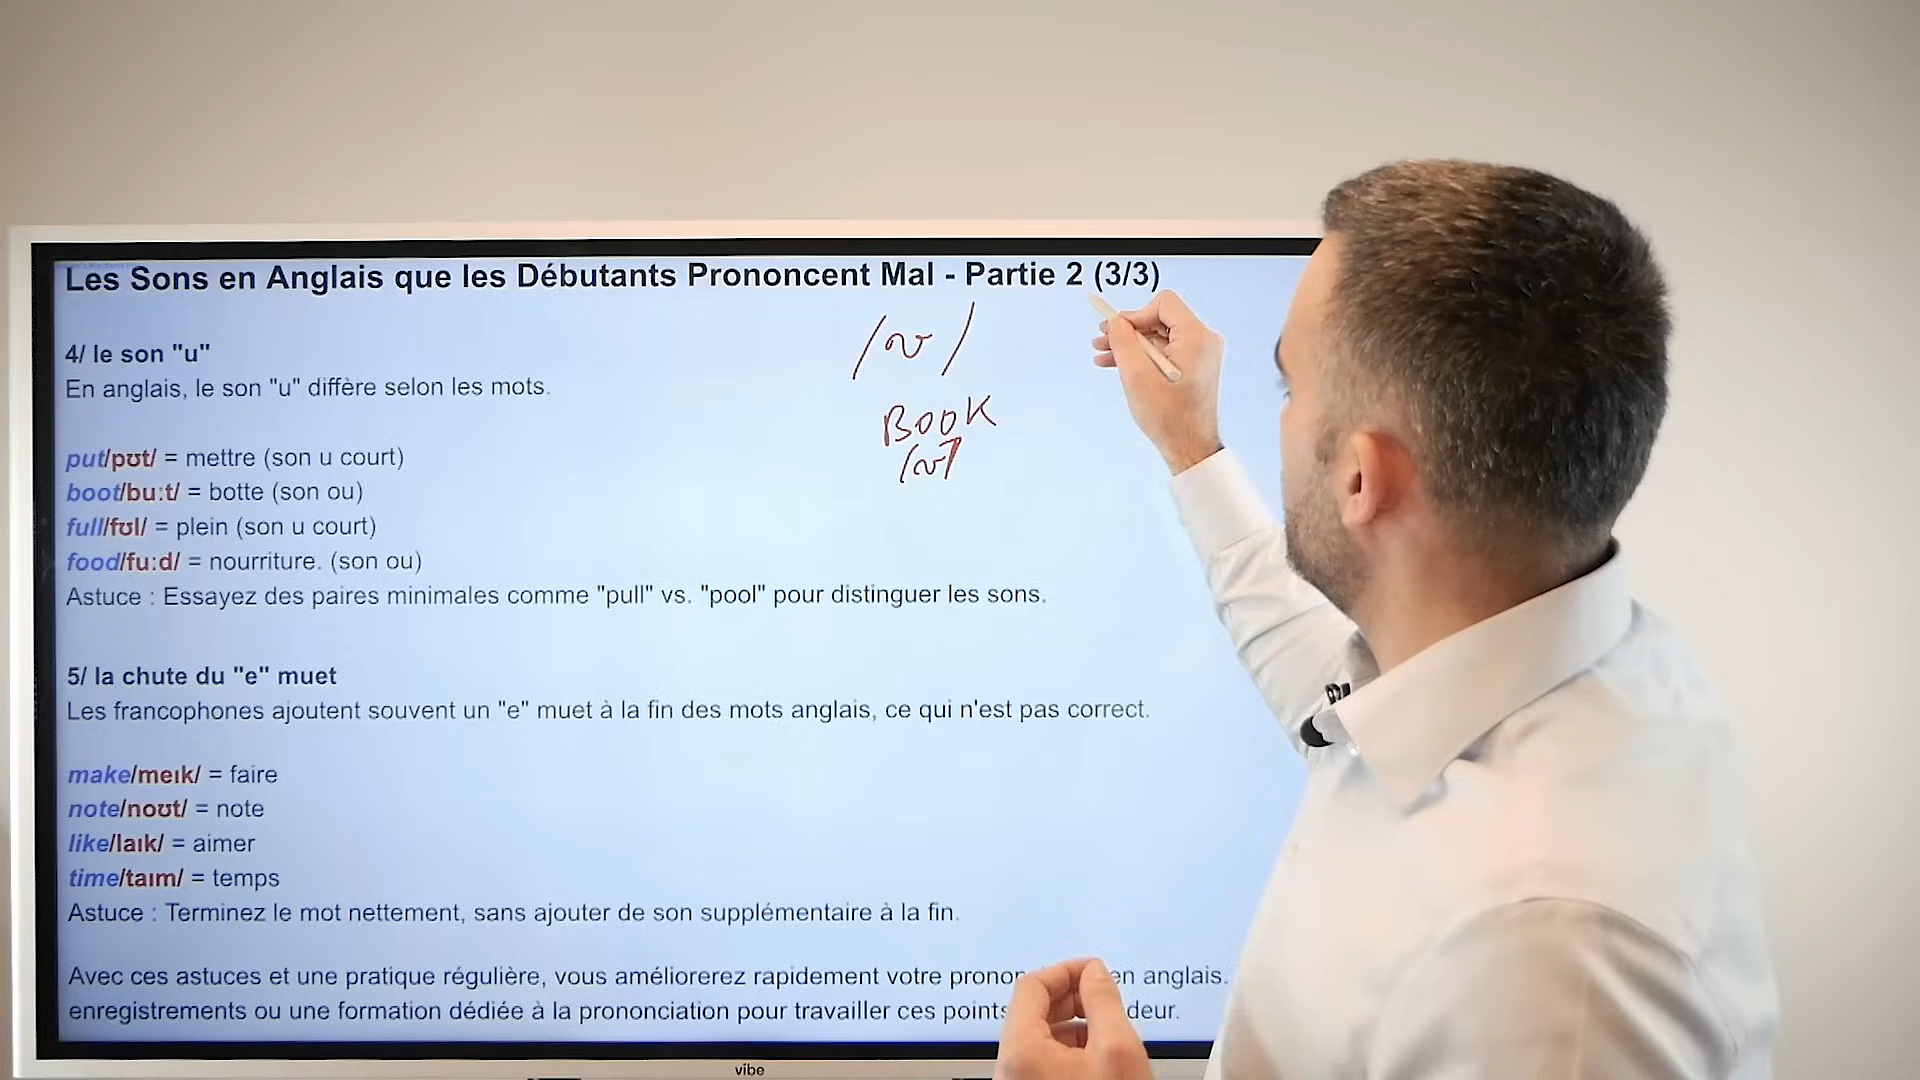 Les Sons en Anglais que les Débutants Prononcent Mal - Partie 2 (3/3)
/ʊ/
BOOK
/ʊ/
4/ le son "u"
En anglais, le son "u" diffère selon les mots.
put/pʊt/ = mettre (son u court)
boot/buːt/ = botte (son ou)
full/fʊl/ = plein (son u court)
food/fuːd/ = nourriture. (son ou)
Astuce : Essayez des paires minimales comme "pull" vs. "pool" pour distinguer les sons.
5/ la chute du "e" muet
Les francophones ajoutent souvent un "e" muet à la fin des mots anglais, ce qui n'est pas correct.
make/meɪk/ = faire
note/noʊt/ = note
like/laɪk/ = aimer
time/taɪm/ = temps
Astuce : Terminez le mot nettement, sans ajouter de son supplémentaire à la fin.
Avec ces astuces et une pratique régulière, vous améliorerez rapidement votre en anglais.
enregistrements ou une formation dédiée à la prononciation pour travailler ces points
vibe